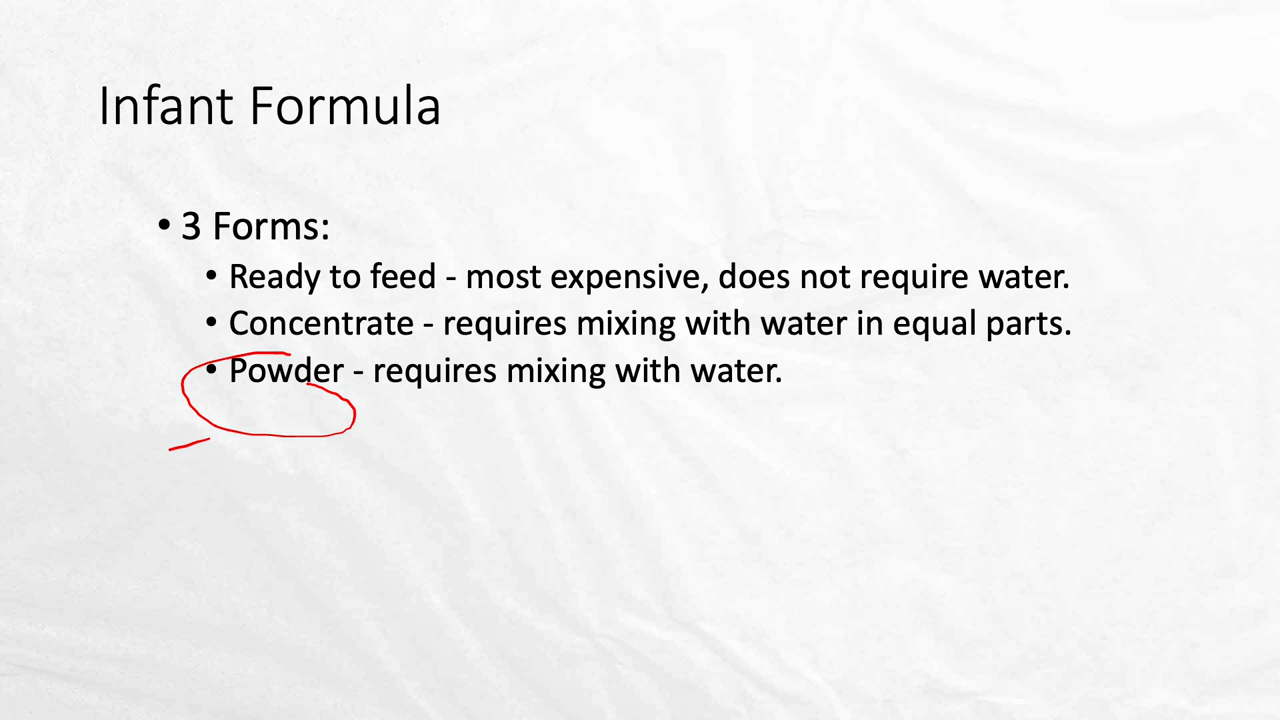 Infant Formula
• 3 Forms:
• Ready to feed - most expensive, does not require water.
• Concentrate - requires mixing with water in equal parts.
• Powder - requires mixing with water.